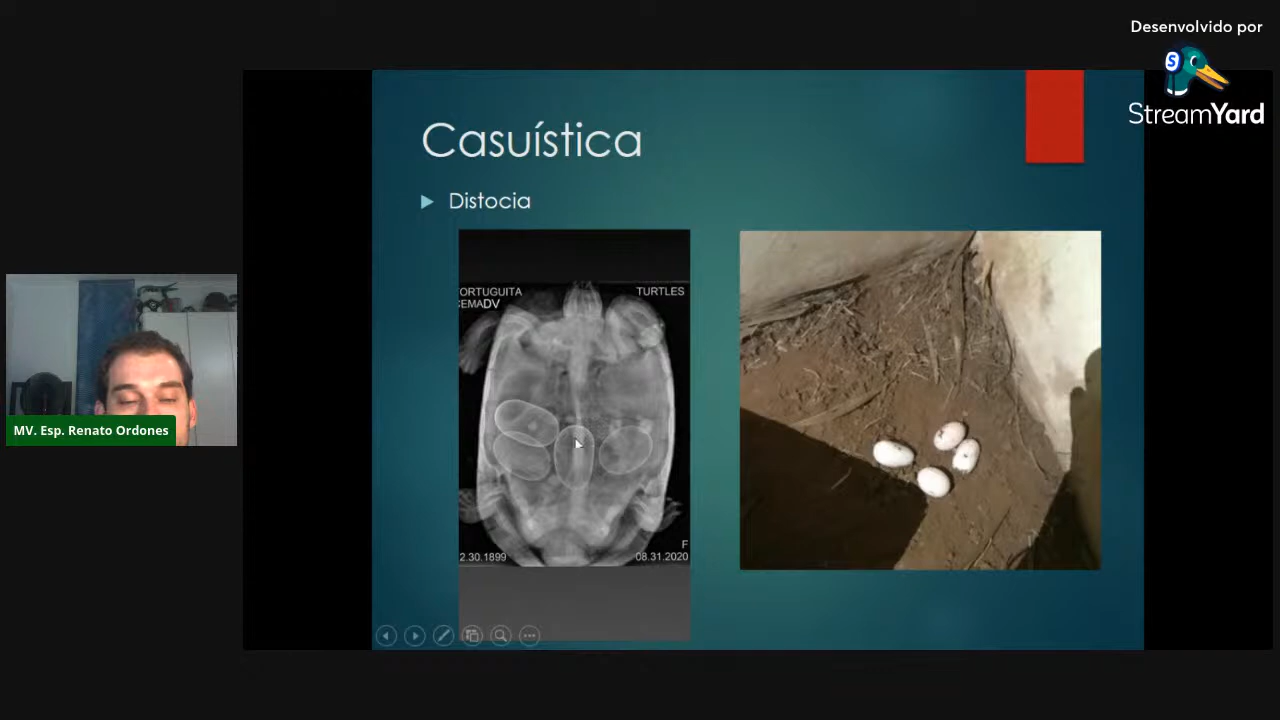 Desenvolvido por
StreamYard
Casuística
Distocia
ORTUGUITA
TURTLES
CEMADV
F
2.30.1899
08.31.2020
MV. Esp. Renato Ordones